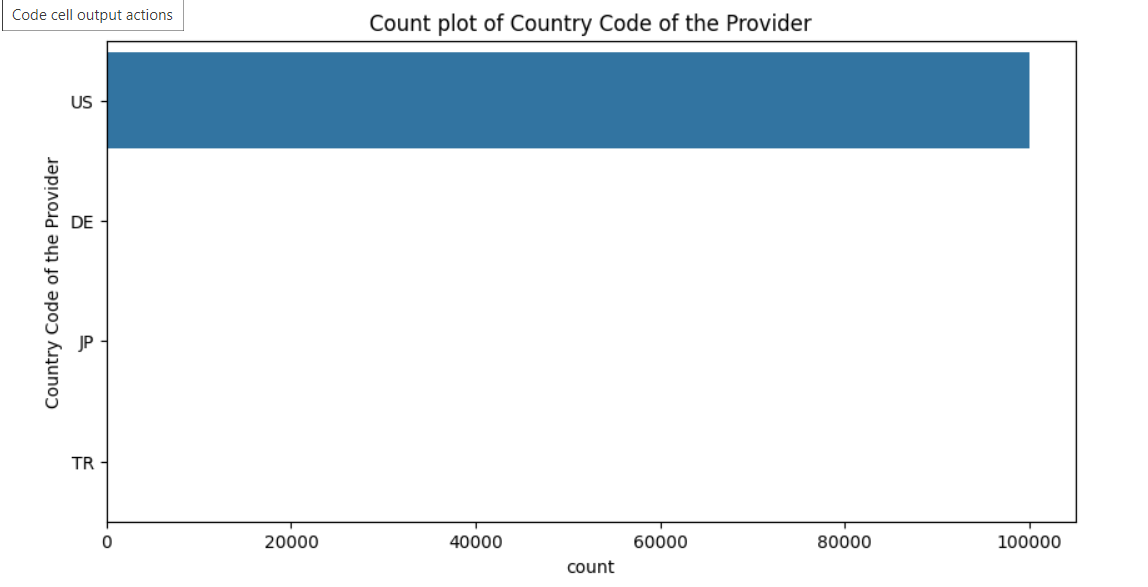 Code cell output actions
Count plot of Country Code of the Provider
Country Code of the Provider
US
DE
JP
TR
0 20000 40000 60000 80000 100000
count